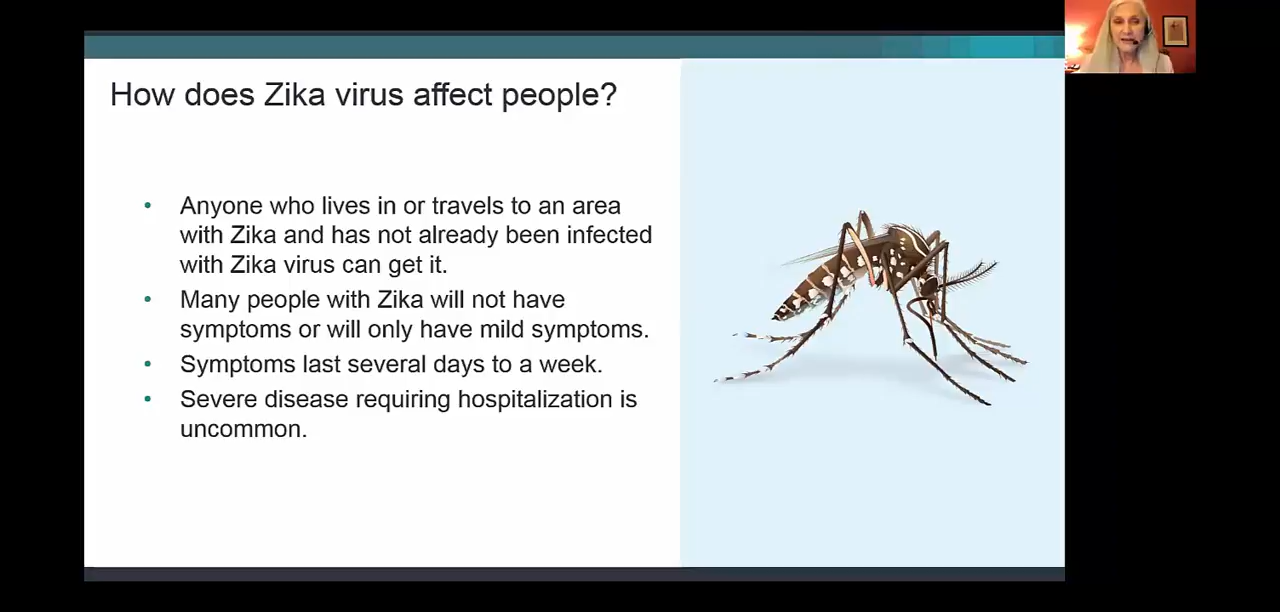 How does Zika virus affect people?
• Anyone who lives in or travels to an area
with Zika and has not already been infected
with Zika virus can get it.
• Many people with Zika will not have
symptoms or will only have mild symptoms.
• Symptoms last several days to a week.
• Severe disease requiring hospitalization is
uncommon.